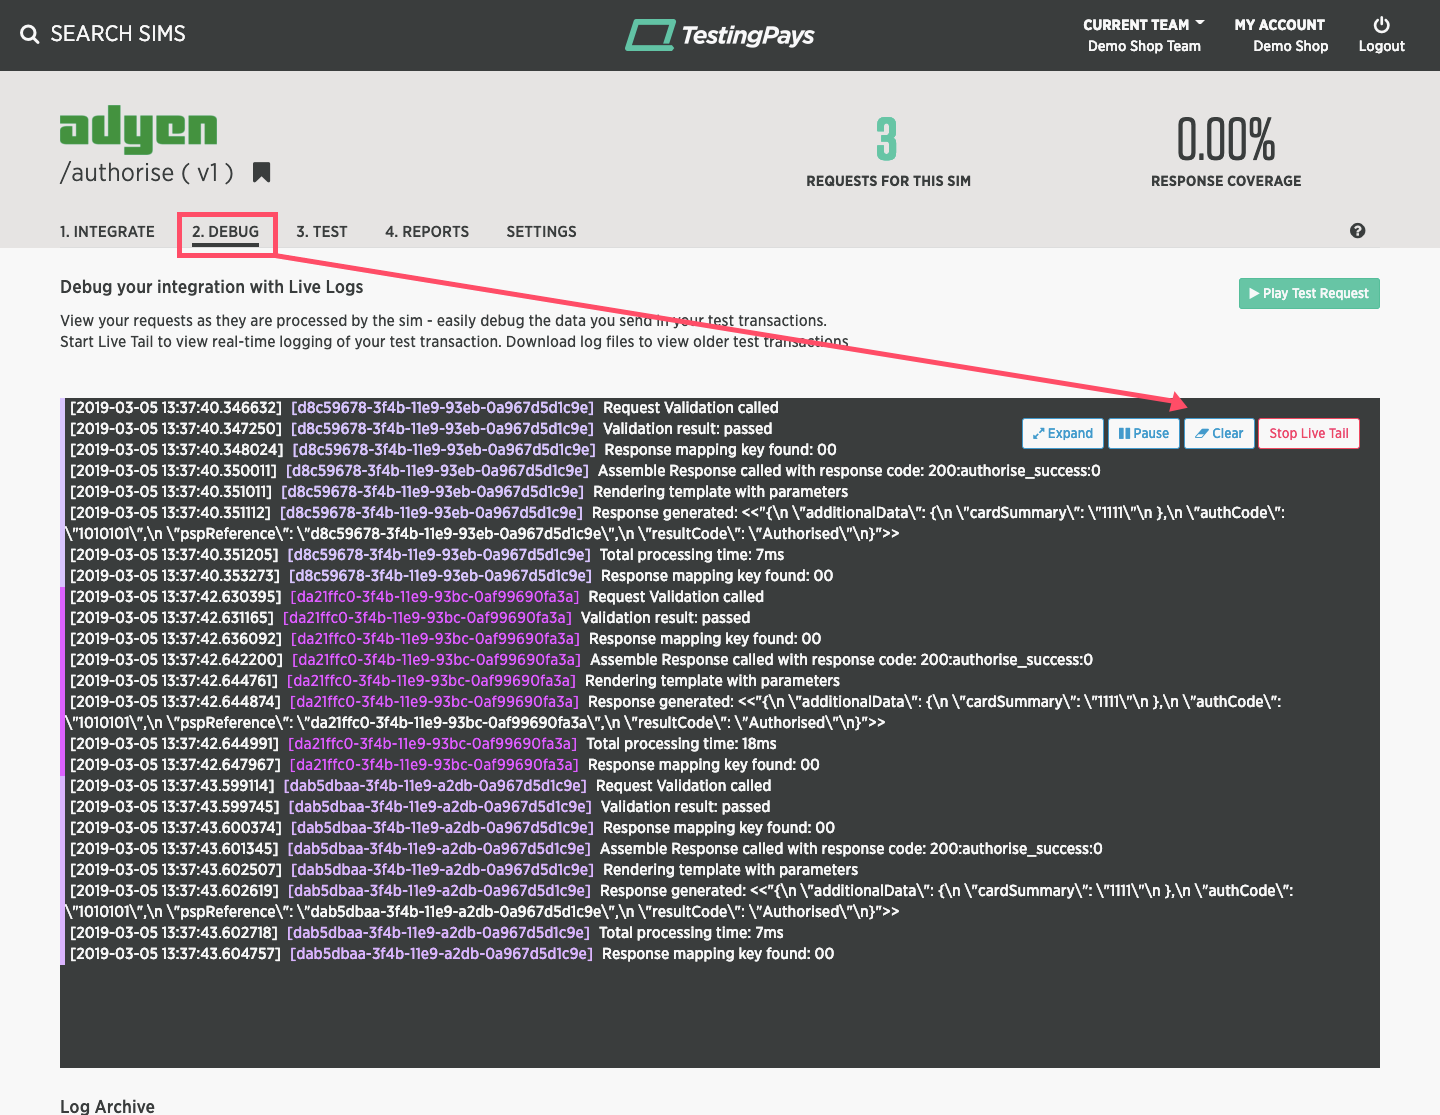 SEARCH SIMS
TestingPays
CURRENT TEAM
Demo Shop Team
MY ACCOUNT
Demo Shop
Logout
adyen
/authorise ( v1 )
3
REQUESTS FOR THIS SIM
0.00%
RESPONSE COVERAGE
1. INTEGRATE
2. DEBUG
3. TEST
4. REPORTS
SETTINGS
?
Debug your integration with Live Logs
Play Test Request
View your requests as they are processed by the sim - easily debug the data you send in your test transactions.
Start Live Tail to view real-time logging of your test transaction. Download log files to view older test transactions
Expand
Pause
Clear
Stop Live Tail
[2019-03-05 13:37:40.346632] [d8c59678-3f4b-11e9-93eb-0a967d5d1c9e] Request Validation called
[2019-03-05 13:37:40.347250] [d8c59678-3f4b-11e9-93eb-0a967d5d1c9e] Validation result: passed
[2019-03-05 13:37:40.348024] [d8c59678-3f4b-11e9-93eb-0a967d5d1c9e] Response mapping key found: 00
[2019-03-05 13:37:40.350011] [d8c59678-3f4b-11e9-93eb-0a967d5d1c9e] Assemble Response called with response code: 200:authorise_success:0
[2019-03-05 13:37:40.351011] [d8c59678-3f4b-11e9-93eb-0a967d5d1c9e] Rendering template with parameters
[2019-03-05 13:37:40.351112] [d8c59678-3f4b-11e9-93eb-0a967d5d1c9e] Response generated: <<"{\n \"additionalData\": {\n \"cardSummary\": \"1111\"\n },\n \"authCode\":
\"1010101\",\n \"pspReference\": \"d8c59678-3f4b-11e9-93eb-0a967d5d1c9e\",\n \"resultCode\": \"Authorised\"\n}">>
[2019-03-05 13:37:40.351205] [d8c59678-3f4b-11e9-93eb-0a967d5d1c9e] Total processing time: 7ms
[2019-03-05 13:37:40.353273] [d8c59678-3f4b-11e9-93eb-0a967d5d1c9e] Response mapping key found: 00
[2019-03-05 13:37:42.630395] [da21ffc0-3f4b-11e9-93bc-0af99690fa3a] Request Validation called
[2019-03-05 13:37:42.631165] [da21ffc0-3f4b-11e9-93bc-0af99690fa3a] Validation result: passed
[2019-03-05 13:37:42.636092] [da21ffc0-3f4b-11e9-93bc-0af99690fa3a] Response mapping key found: 00
[2019-03-05 13:37:42.642200] [da21ffc0-3f4b-11e9-93bc-0af99690fa3a] Assemble Response called with response code: 200:authorise_success:0
[2019-03-05 13:37:42.644761] [da21ffc0-3f4b-11e9-93bc-0af99690fa3a] Rendering template with parameters
[2019-03-05 13:37:42.644874] [da21ffc0-3f4b-11e9-93bc-0af99690fa3a] Response generated: <<"{\n \"additionalData\": {\n \"cardSummary\": \"1111\"\n },\n \"authCode\":
\"1010101\",\n \"pspReference\": \"da21ffc0-3f4b-11e9-93bc-0af99690fa3a\",\n \"resultCode\": \"Authorised\"\n}">>
[2019-03-05 13:37:42.644991] [da21ffc0-3f4b-11e9-93bc-0af99690fa3a] Total processing time: 18ms
[2019-03-05 13:37:42.647967] [da21ffc0-3f4b-11e9-93bc-0af99690fa3a] Response mapping key found: 00
[2019-03-05 13:37:43.599114] [dab5dbaa-3f4b-11e9-a2db-0a967d5d1c9e] Request Validation called
[2019-03-05 13:37:43.599745] [dab5dbaa-3f4b-11e9-a2db-0a967d5d1c9e] Validation result: passed
[2019-03-05 13:37:43.600374] [dab5dbaa-3f4b-11e9-a2db-0a967d5d1c9e] Response mapping key found: 00
[2019-03-05 13:37:43.601345] [dab5dbaa-3f4b-11e9-a2db-0a967d5d1c9e] Assemble Response called with response code: 200:authorise_success:0
[2019-03-05 13:37:43.602507] [dab5dbaa-3f4b-11e9-a2db-0a967d5d1c9e] Rendering template with parameters
[2019-03-05 13:37:43.602619] [dab5dbaa-3f4b-11e9-a2db-0a967d5d1c9e] Response generated: <<"{\n \"additionalData\": {\n \"cardSummary\": \"1111\"\n },\n \"authCode\":
\"1010101\",\n \"pspReference\": \"dab5dbaa-3f4b-11e9-a2db-0a967d5d1c9e\",\n \"resultCode\": \"Authorised\"\n}">>
[2019-03-05 13:37:43.602718] [dab5dbaa-3f4b-11e9-a2db-0a967d5d1c9e] Total processing time: 7ms
[2019-03-05 13:37:43.604757] [dab5dbaa-3f4b-11e9-a2db-0a967d5d1c9e] Response mapping key found: 00
Log Archive